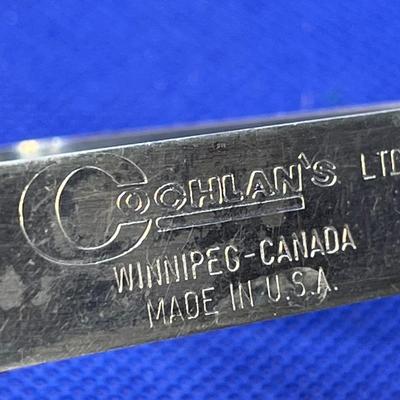 COGHLAN'S LTD
WINNIPEG-CANADA
MADE IN U.S.A.